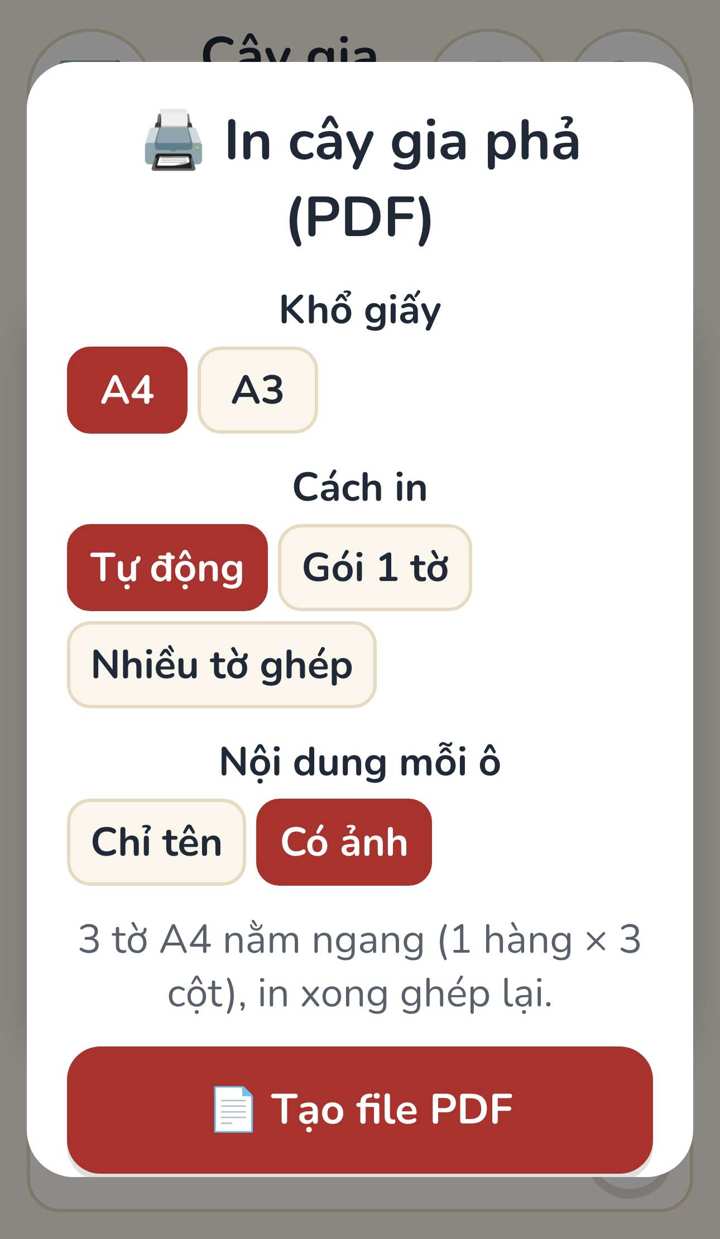 Cây gia
In cây gia phả
(PDF)
Khổ giấy
A4 A3
Cách in
Tự động Gói 1 tờ
Nhiều tờ ghép
Nội dung mỗi ô
Chỉ tên Có ảnh
3 tờ A4 nằm ngang (1 hàng × 3
cột), in xong ghép lại.
Tạo file PDF